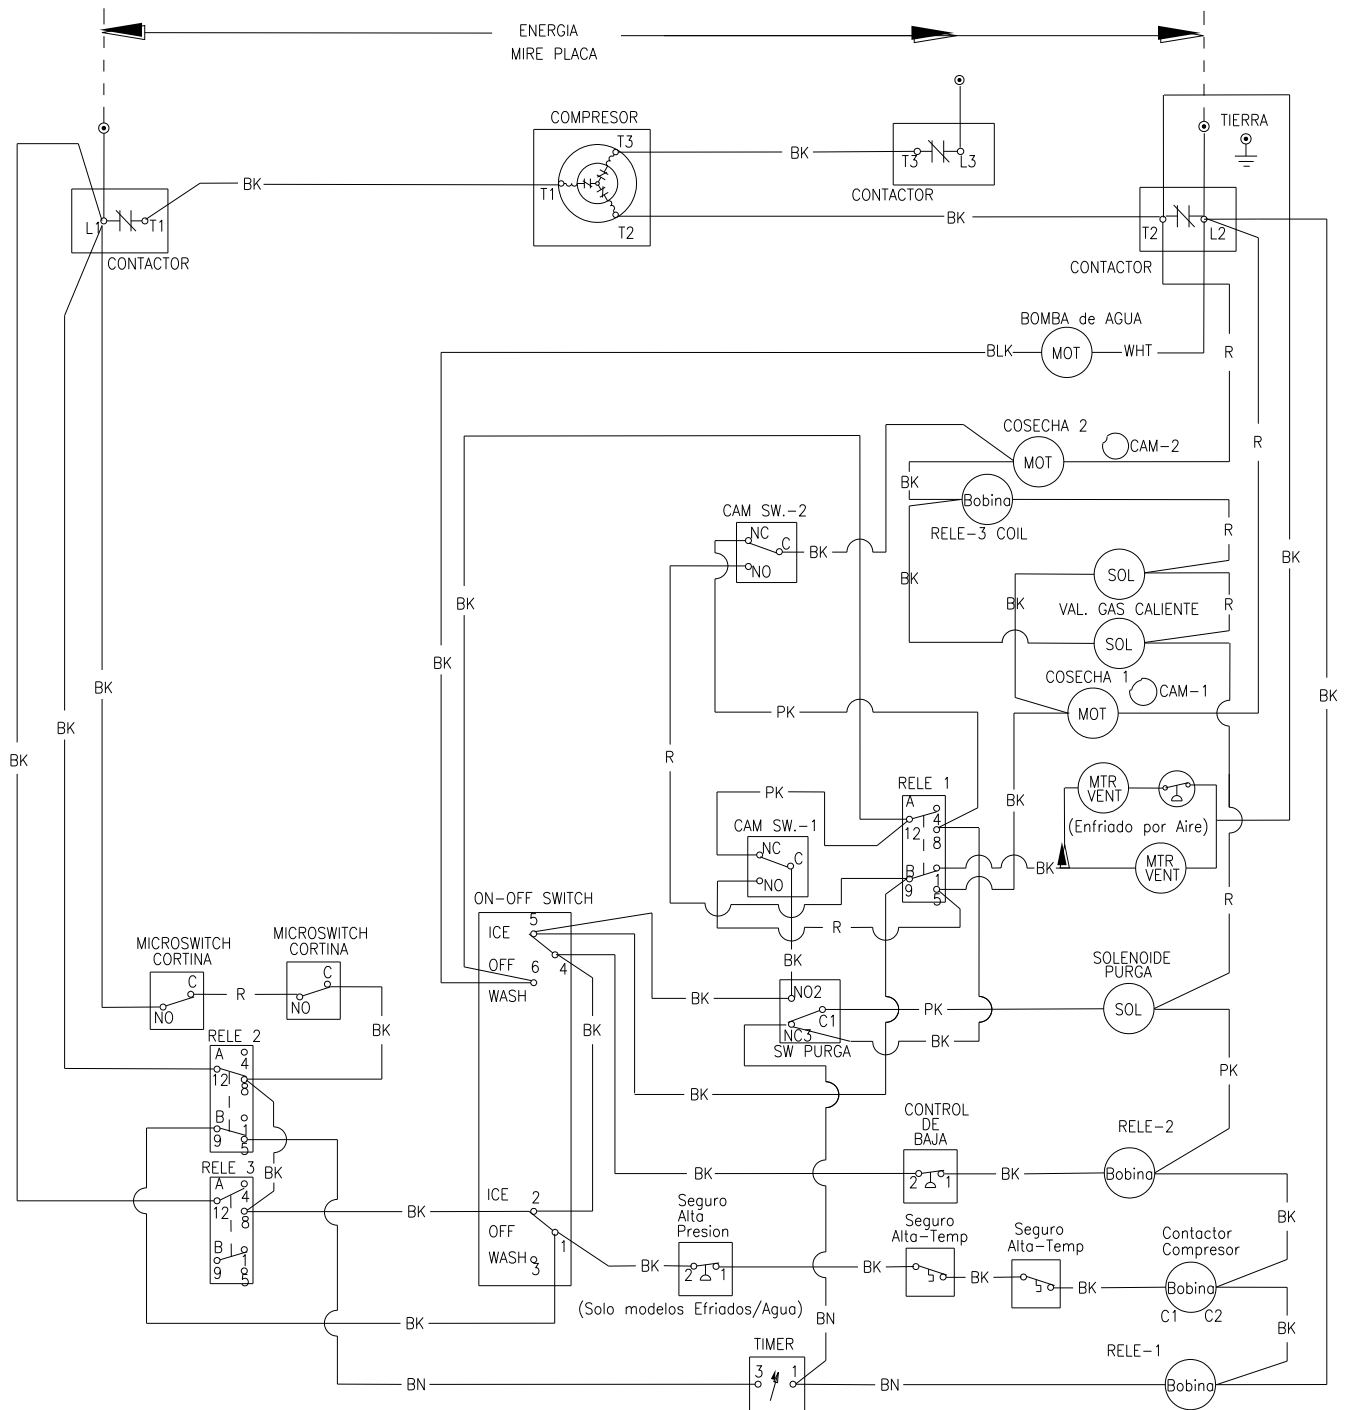 ENERGIA
MIRE PLACA
COMPRESOR
TIERRA
T3
BK
T3
L3
T1
BK
CONTACTOR
T2
BK
L1
T1
T2
L2
CONTACTOR
CONTACTOR
BOMBA de AGUA
BLK
MOT
WHT
R
COSECHA 2
MOT
CAM-2
R
BK
Bobina
RELE-3 COIL
R
CAM SW.-2
NC
C
BK
NO
BK
BK
SOL
BK
BK
R
VAL. GAS CALIENTE
SOL
BK
COSECHA 1
MOT
CAM-1
BK
BK
PK
BK
R
BK
RELE 1
A
4
12
8
B
1
9
5
PK
CAM SW.-1
NC
C
NO
BK
MTR
VENT
(Enfriado por Aire)
BK
MTR
VENT
R
ON-OFF SWITCH
5
ICE
4
OFF
6
WASH
R
BK
MICROSWITCH
CORTINA
MICROSWITCH
CORTINA
C
R
C
NO
NO
BK
BK
BK
NO2
C1
NC3
SW PURGA
PK
BK
SOLENOIDE
PURGA
SOL
RELE 2
A
4
12
8
B
1
9
5
PK
BK
CONTROL
DE
BAJA
RELE-2
BK
2
1
BK
Bobina
RELE 3
A
4
12
8
B
1
9
5
BK
BK
ICE
2
OFF
1
WASH
3
Seguro
Alta
Presion
BK
2
1
BK
(Solo modelos Efriados/Agua)
Seguro
Alta-Temp
BK
Seguro
Alta-Temp
BK
Contactor
Compresor
Bobina
C1
C2
BK
BK
BK
BN
TIMER
3
1
BN
BN
RELE-1
Bobina